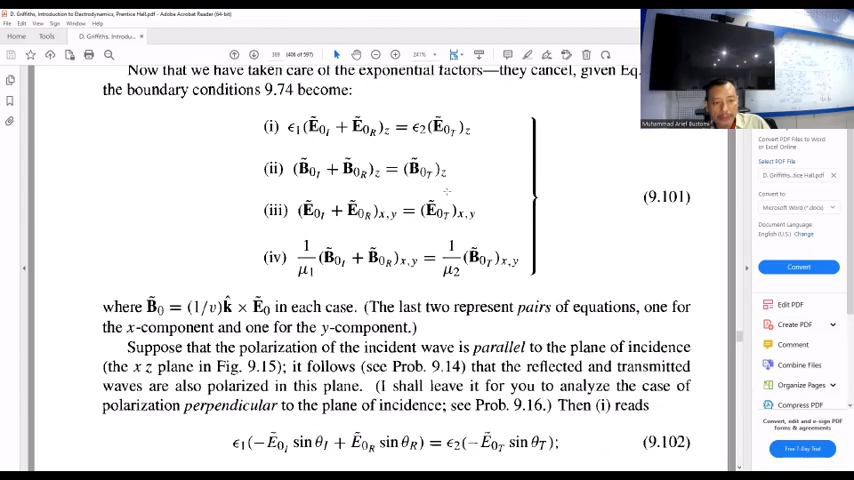 D. Griffiths, Introduction to Electrodynamics, Prentice Hall.pdf - Adobe Acrobat Reader (64-bit)
File Edit View Sign Window Help
Home Tools D. Griffiths, Introdu... ×
389 (408 of 597) 241%
Now that we have taken care of the exponential factors—they cancel, given Eq.
the boundary conditions 9.74 become:
(i) ϵ₁(Ẽ₀I + Ẽ₀R)z = ϵ₂(Ẽ₀T)z
(ii) (B̃₀I + B̃₀R)z = (B̃₀T)z
(iii) (Ẽ₀I + Ẽ₀R)x,y = (Ẽ₀T)x,y
(iv) 1/μ₁ (B̃₀I + B̃₀R)x,y = 1/μ₂ (B̃₀T)x,y
(9.101)
where B̃₀ = (1/v)k̂ × Ẽ₀ in each case. (The last two represent pairs of equations, one for
the x-component and one for the y-component.)
Suppose that the polarization of the incident wave is parallel to the plane of incidence
(the x z plane in Fig. 9.15); it follows (see Prob. 9.14) that the reflected and transmitted
waves are also polarized in this plane. (I shall leave it for you to analyze the case of
polarization perpendicular to the plane of incidence; see Prob. 9.16.) Then (i) reads
ϵ₁(−Ẽ₀I sin θI + Ẽ₀R sin θR) = ϵ₂(−Ẽ₀T sin θT); (9.102)
Muhammad Arief Bustomi
Convert PDF Files to Word
or Excel Online
Select PDF File
D. Griffiths...tice Hall.pdf ×
Convert to
Microsoft Word (*.docx)
Document Language:
English (U.S.) Change
Convert
Edit PDF
Create PDF
Comment
Combine Files
Organize Pages
Compress PDF
Convert, edit and e-sign PDF
forms & agreements
Free 7-Day Trial